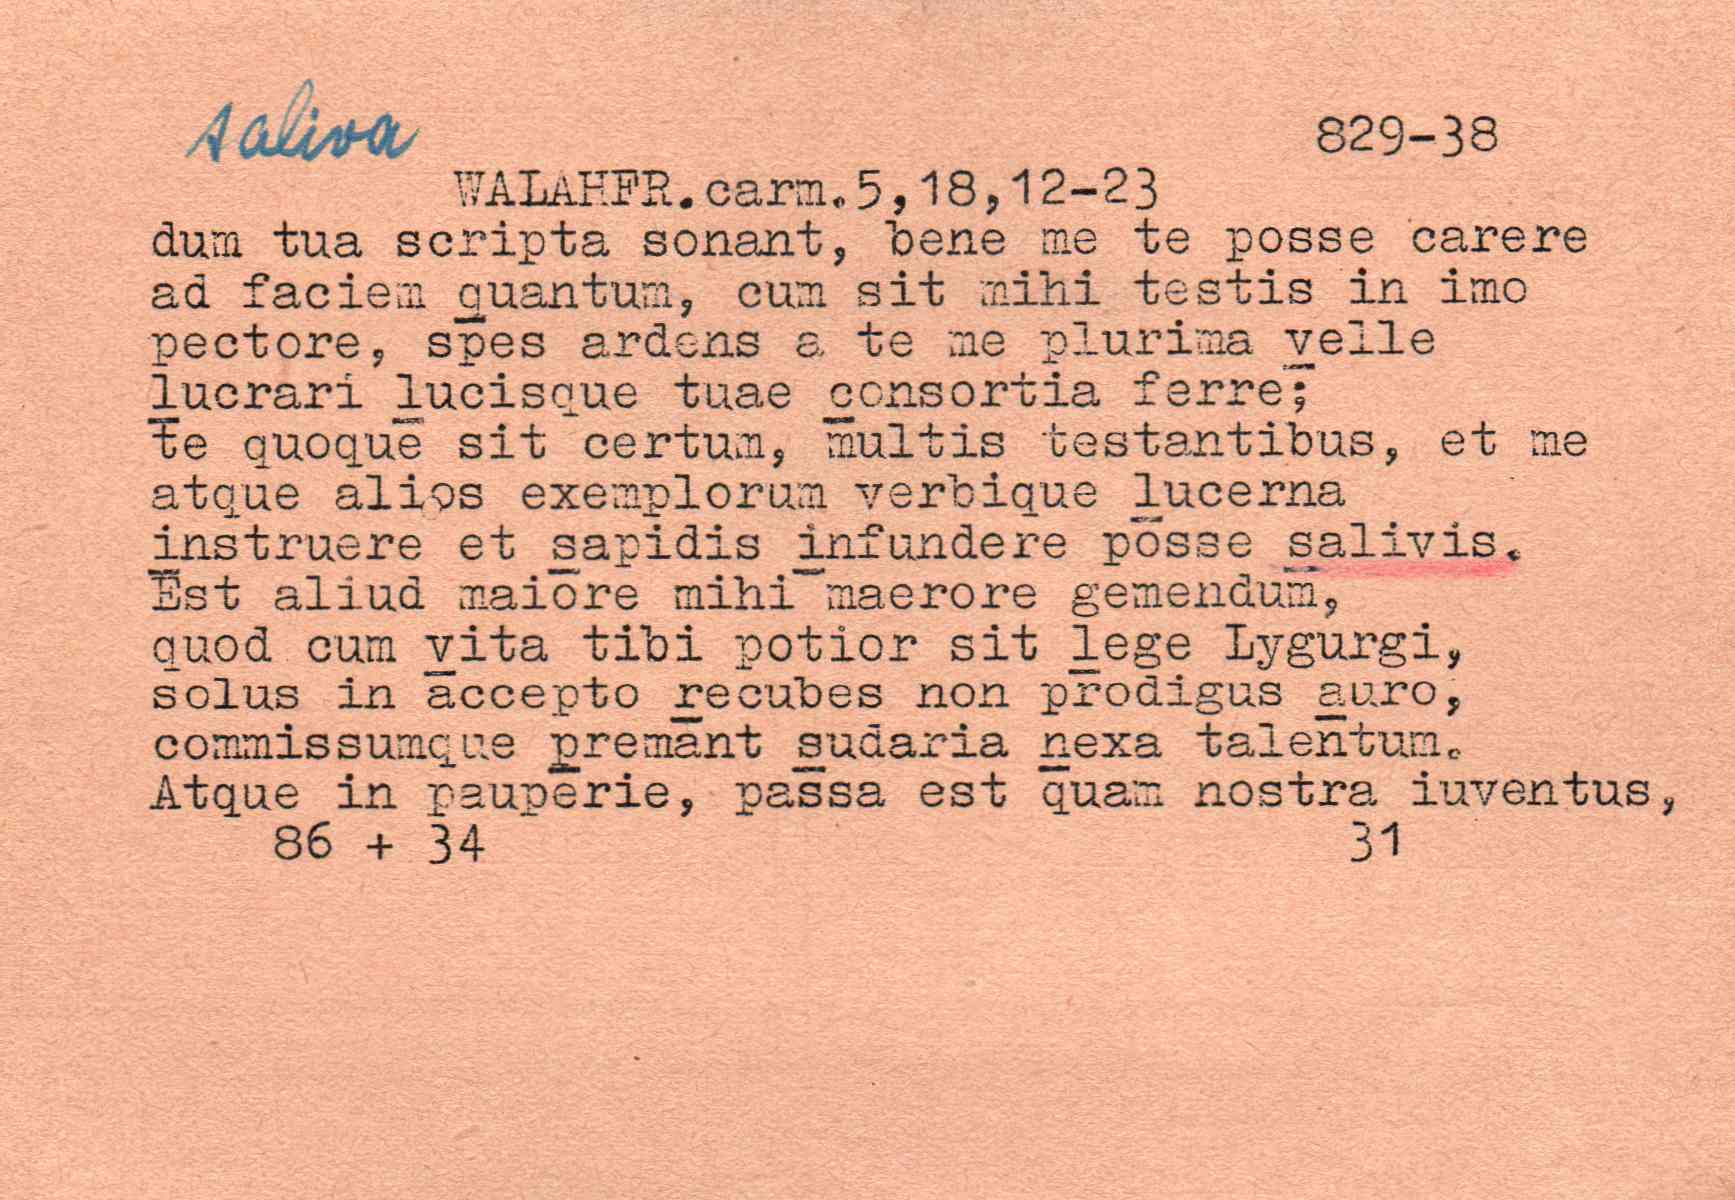 saliva
829-38
WALAHFR.carm.5,18,12-23
dum tua scripta sonant, bene me te posse carere
ad faciem quantum, cum sit mihi testis in imo
pectore, spes ardens a te me plurima velle
lucrari lucisque tuae consortia ferre;
te quoque sit certum, multis testantibus, et me
atque alios exemplorum verbique lucerna
instruere et sapidis infundere posse salivis.
Est aliud maiore mihi maerore gemendum,
quod cum vita tibi potior sit lege Lygurgi,
solus in accepto recubes non prodigus auro,
commissumque premant sudaria nexa talentum.
Atque in pauperie, passa est quam nostra iuventus,
86 + 34 31